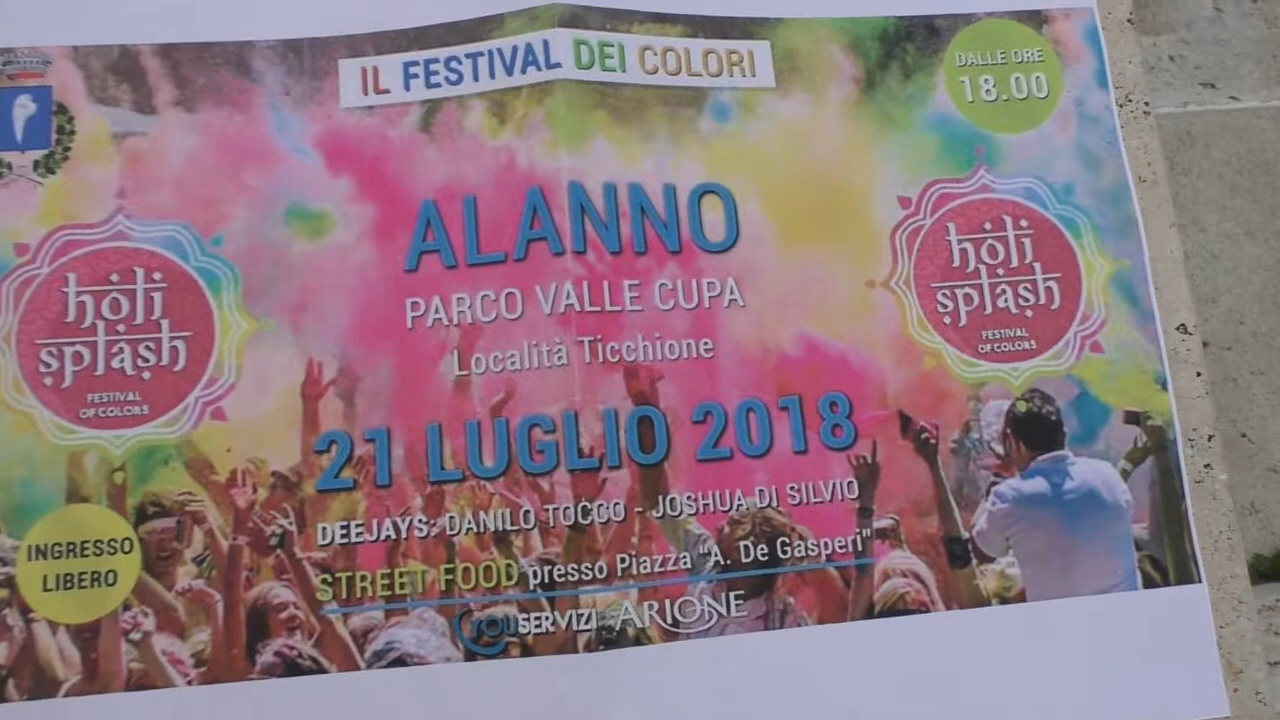 IL FESTIVAL DEI COLORI
DALLE ORE
18.00
ALANNO
PARCO VALLE CUPA
Località Ticchione
holi
splash
FESTIVAL
OF COLORS
holi
splash
FESTIVAL
OF COLORS
21 LUGLIO 2018
DEEJAYS: DANILO TOCCO - JOSHUA DI SILVIO
STREET FOOD presso Piazza "A. De Gasperi"
INGRESSO
LIBERO
SERVIZI ARIONE